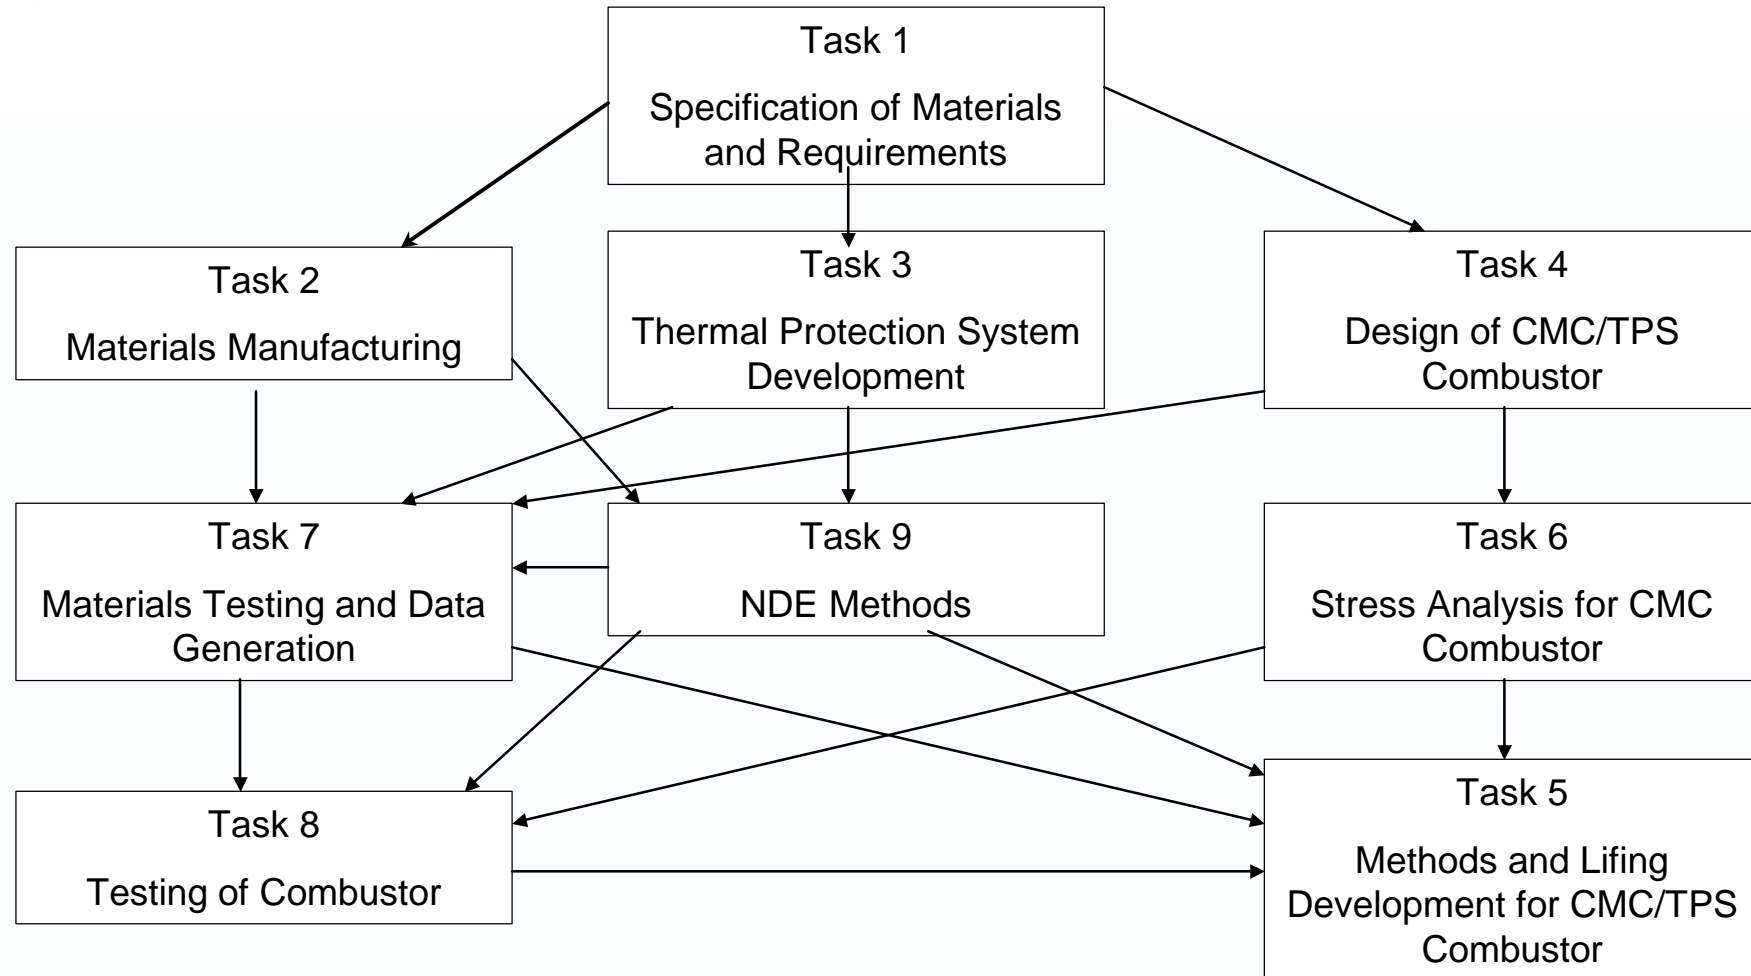 Task 1
Specification of Materials
and Requirements
Task 2
Materials Manufacturing
Task 3
Thermal Protection System
Development
Task 4
Design of CMC/TPS
Combustor
Task 7
Materials Testing and Data
Generation
Task 9
NDE Methods
Task 6
Stress Analysis for CMC
Combustor
Task 8
Testing of Combustor
Task 5
Methods and Lifing
Development for CMC/TPS
Combustor